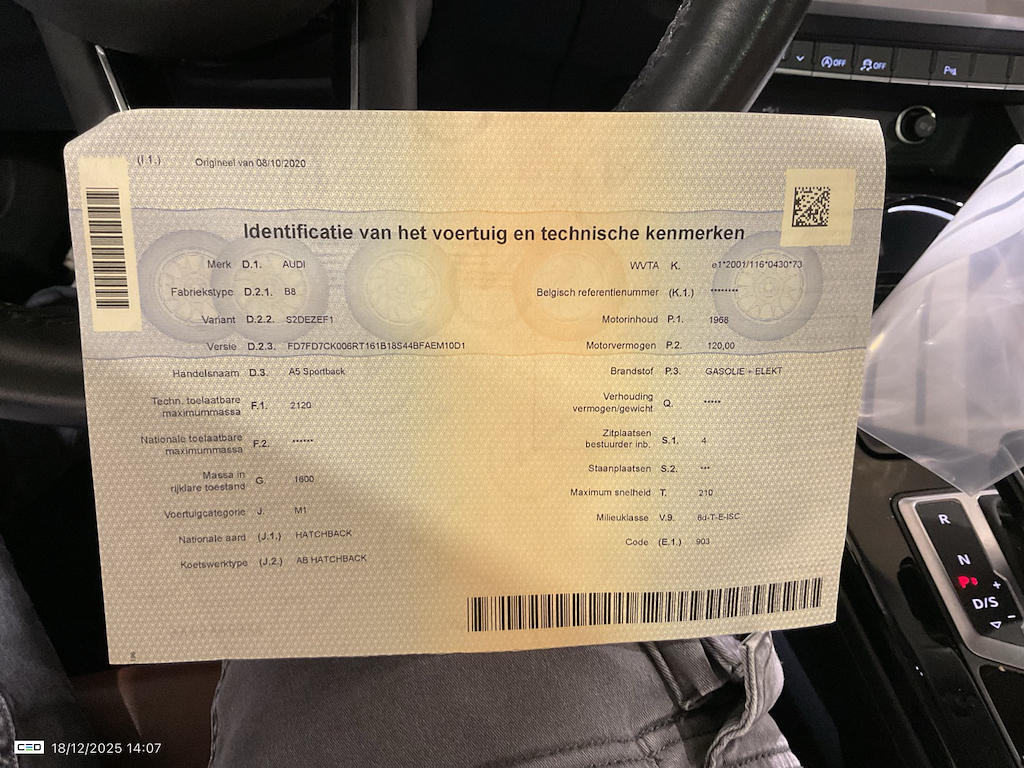 OFF
OFF
(I.1.) Origineel van 08/10/2020
Identificatie van het voertuig en technische kenmerken
Merk D.1. AUDI
Fabriekstype D.2.1. B8
Variant D.2.2. S2DEZEF1
Versie D.2.3. FD7FD7CK006RT161B18S44BFAEM10D1
Handelsnaam D.3. A5 Sportback
Techn. toelaatbare
maximummassa F.1. 2120
Nationale toelaatbare
maximummassa F.2. ******
Massa in
rijklare toestand G. 1600
Voertuigcategorie J. M1
Nationale aard (J.1.) HATCHBACK
Koetswerktype (J.2.) AB HATCHBACK
WVTA K. e1*2001/116*0430*73
Belgisch referentienummer (K.1.) ********
Motorinhoud P.1. 1968
Motorvermogen P.2. 120,00
Brandstof P.3. GASOLIE + ELEKT
Verhouding
vermogen/gewicht Q. *****
Zitplaatsen
bestuurder inb. S.1. 4
Staanplaatsen S.2. ***
Maximum snelheid T. 210
Milieuklasse V.9. 6d-T-E-ISC
Code (E.1.) 903
R
N
P
+
D/S
−
CEO 18/12/2025 14:07